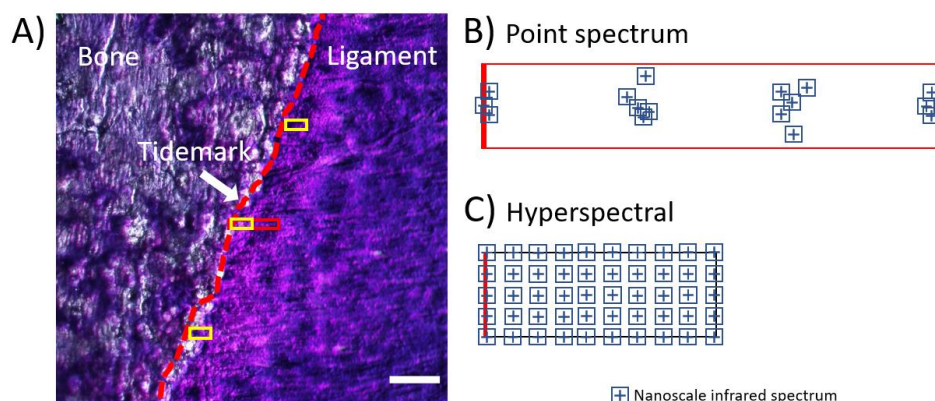 A)
Bone
Ligament
Tidemark
B) Point spectrum
C) Hyperspectral
Nanoscale infrared spectrum